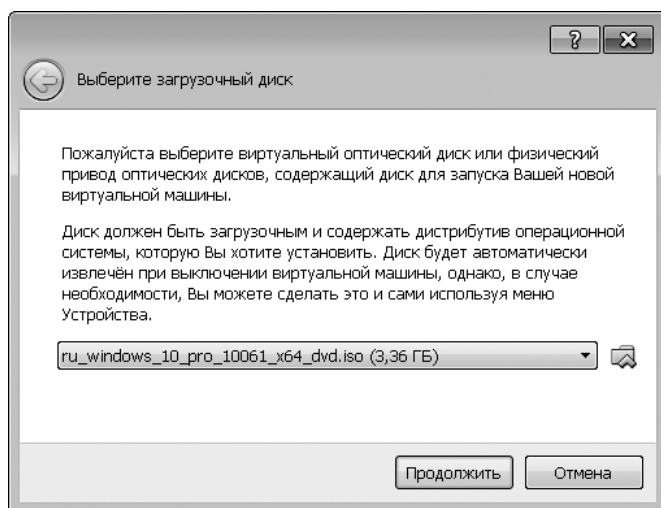 ?
Выберите загрузочный диск
Пожалуйста выберите виртуальный оптический диск или физический
привод оптических дисков, содержащий диск для запуска Вашей новой
виртуальной машины.
Диск должен быть загрузочным и содержать дистрибутив операционной
системы, которую Вы хотите установить. Диск будет автоматически
извлечён при выключении виртуальной машины, однако, в случае
необходимости, Вы можете сделать это и сами используя меню
Устройства.
ru_windows_10_pro_10061_x64_dvd.iso (3,36 ГБ)
Продолжить Отмена